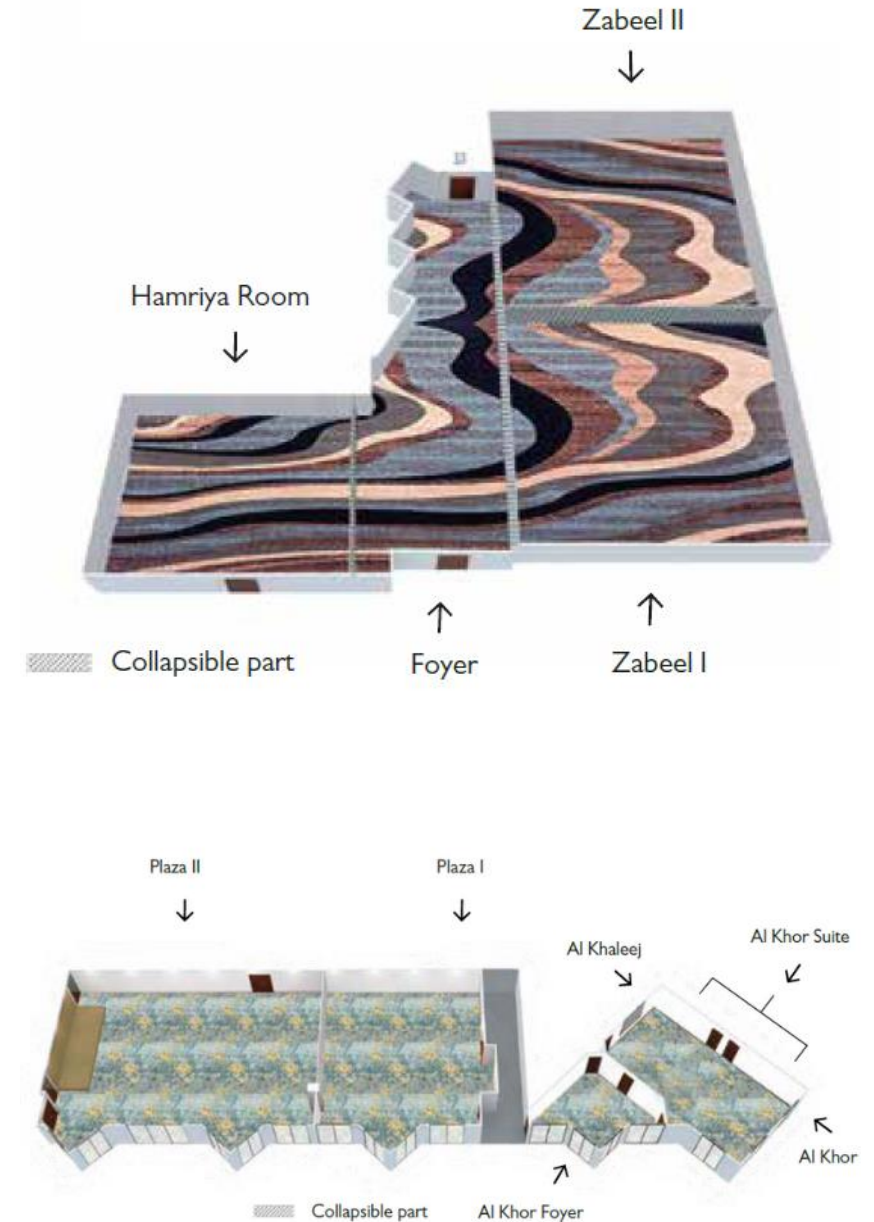 Zabeel II
Hamriya Room
Collapsible part
Foyer
Zabeel I
Plaza II
Plaza I
Al Khaleej
Al Khor Suite
Al Khor
Collapsible part
Al Khor Foyer